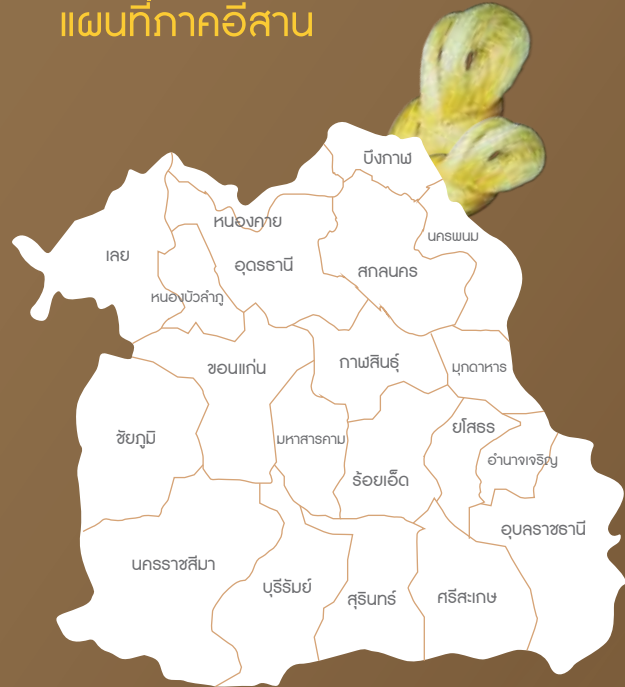 แผนที่ภาคอีสาน
บึงกาฬ
หนองคาย
นครพนม
เลย
อุดรธานี
สกลนคร
หนองบัวลำภู
ขอนแก่น
กาฬสินธุ์
มุกดาหาร
ชัยภูมิ
มหาสารคาม
ยโสธร
อำนาจเจริญ
ร้อยเอ็ด
อุบลราชธานี
นครราชสีมา
บุรีรัมย์
สุรินทร์
ศรีสะเกษ